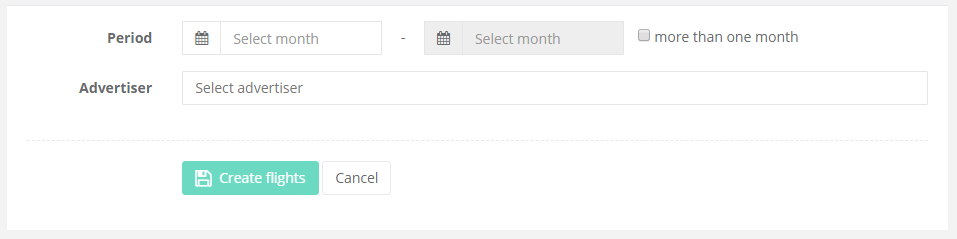 Period Select month - Select month more than one month
Advertiser Select advertiser
Create flights Cancel